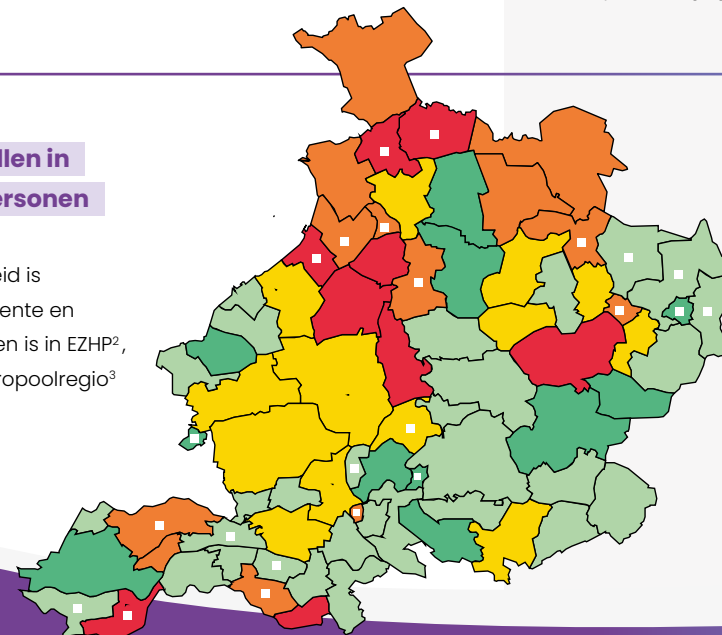 llen in
ersonen
eid is
ente en
en is in EZHP²,
ropoolregio³